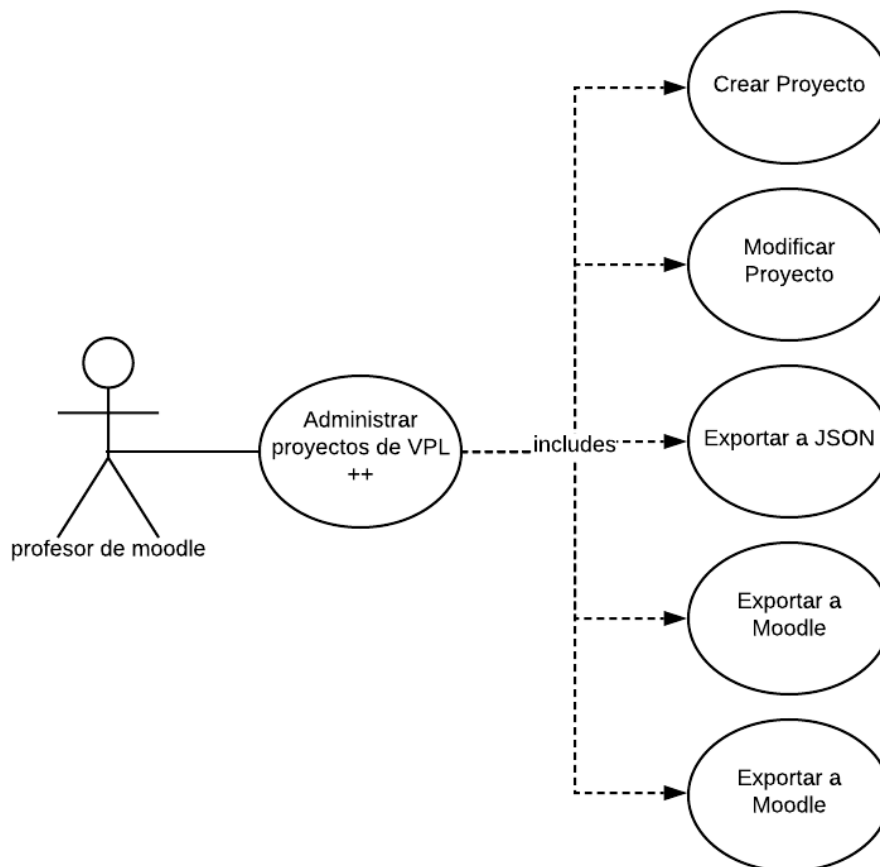 Crear Proyecto
Modificar
Proyecto
Administrar
proyectos de VPL
++
includes
Exportar a JSON
profesor de moodle
Exportar a
Moodle
Exportar a
Moodle